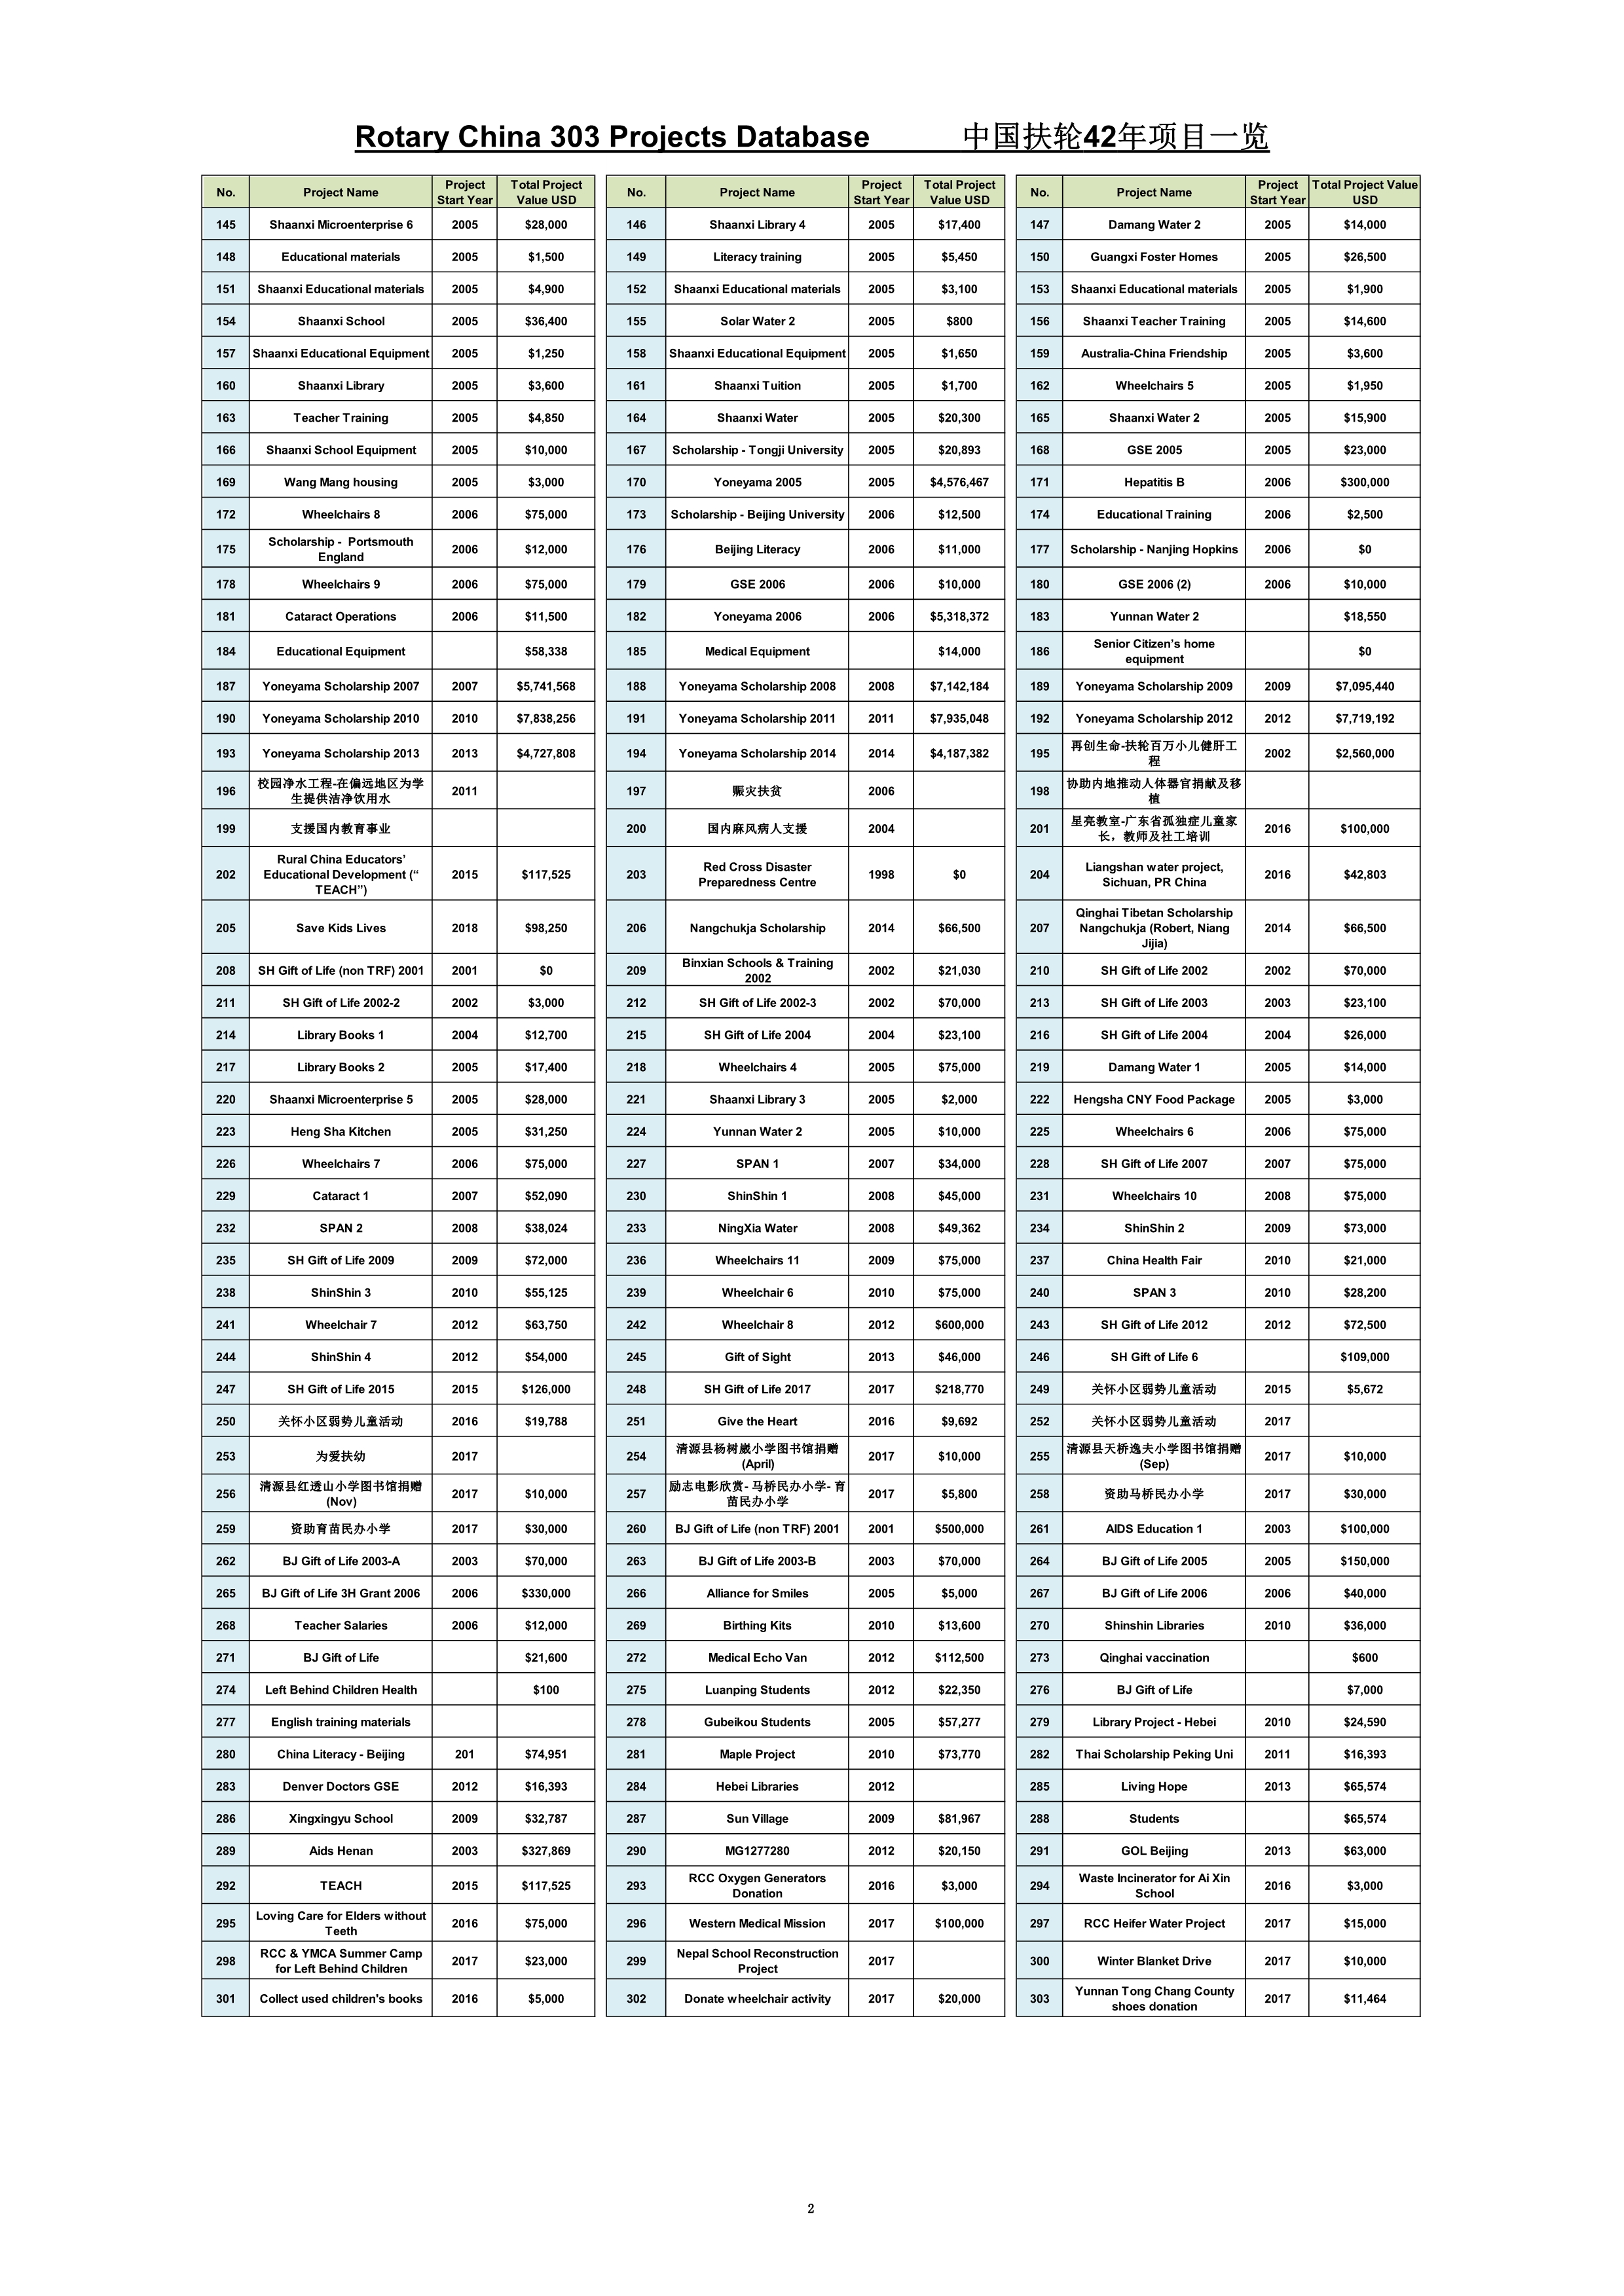 Rotary China 303 Projects Database 中国扶轮42年项目一览
No. Project Name Project Start Year Total Project Value USD No. Project Name Project Start Year Total Project Value USD No. Project Name Project Start Year Total Project Value USD
145 Shaanxi Microenterprise 6 2005 $28,000 146 Shaanxi Library 4 2005 $17,400 147 Damang Water 2 2005 $14,000
148 Educational materials 2005 $1,500 149 Literacy training 2005 $5,450 150 Guangxi Foster Homes 2005 $26,500
151 Shaanxi Educational materials 2005 $4,900 152 Shaanxi Educational materials 2005 $3,100 153 Shaanxi Educational materials 2005 $1,900
154 Shaanxi School 2005 $36,400 155 Solar Water 2 2005 $800 156 Shaanxi Teacher Training 2005 $14,600
157 Shaanxi Educational Equipment 2005 $1,250 158 Shaanxi Educational Equipment 2005 $1,650 159 Australia-China Friendship 2005 $3,600
160 Shaanxi Library 2005 $3,600 161 Shaanxi Tuition 2005 $1,700 162 Wheelchairs 5 2005 $1,950
163 Teacher Training 2005 $4,850 164 Shaanxi Water 2005 $20,300 165 Shaanxi Water 2 2005 $15,900
166 Shaanxi School Equipment 2005 $10,000 167 Scholarship - Tongji University 2005 $20,893 168 GSE 2005 2005 $23,000
169 Wang Mang housing 2005 $3,000 170 Yoneyama 2005 2005 $4,576,467 171 Hepatitis B 2006 $300,000
172 Wheelchairs 8 2006 $75,000 173 Scholarship - Beijing University 2006 $12,500 174 Educational Training 2006 $2,500
175 Scholarship - Portsmouth England 2006 $12,000 176 Beijing Literacy 2006 $11,000 177 Scholarship - Nanjing Hopkins 2006 $0
178 Wheelchairs 9 2006 $75,000 179 GSE 2006 2006 $10,000 180 GSE 2006 (2) 2006 $10,000
181 Cataract Operations 2006 $11,500 182 Yoneyama 2006 2006 $5,318,372 183 Yunnan Water 2 $18,550
184 Educational Equipment $58,338 185 Medical Equipment $14,000 186 Senior Citizen’s home equipment $0
187 Yoneyama Scholarship 2007 2007 $5,741,568 188 Yoneyama Scholarship 2008 2008 $7,142,184 189 Yoneyama Scholarship 2009 2009 $7,095,440
190 Yoneyama Scholarship 2010 2010 $7,838,256 191 Yoneyama Scholarship 2011 2011 $7,935,048 192 Yoneyama Scholarship 2012 2012 $7,719,192
193 Yoneyama Scholarship 2013 2013 $4,727,808 194 Yoneyama Scholarship 2014 2014 $4,187,382 195 再创生命-扶轮百万小儿健肝工程 2002 $2,560,000
196 校园净水工程-在偏远地区为学生提供洁净饮用水 2011 197 赈灾扶贫 2006 198 协助内地推动人体器官捐献及移植
199 支援国内教育事业 200 国内麻风病人支援 2004 201 星亮教室-广东省孤独症儿童家长，教师及社工培训 2016 $100,000
202 Rural China Educators’ Educational Development (“ TEACH”) 2015 $117,525 203 Red Cross Disaster Preparedness Centre 1998 $0 204 Liangshan water project, Sichuan, PR China 2016 $42,803
205 Save Kids Lives 2018 $98,250 206 Nangchukja Scholarship 2014 $66,500 207 Qinghai Tibetan Scholarship Nangchukja (Robert, Niang Jijia) 2014 $66,500
208 SH Gift of Life (non TRF) 2001 2001 $0 209 Binxian Schools & Training 2002 2002 $21,030 210 SH Gift of Life 2002 2002 $70,000
211 SH Gift of Life 2002-2 2002 $3,000 212 SH Gift of Life 2002-3 2002 $70,000 213 SH Gift of Life 2003 2003 $23,100
214 Library Books 1 2004 $12,700 215 SH Gift of Life 2004 2004 $23,100 216 SH Gift of Life 2004 2004 $26,000
217 Library Books 2 2005 $17,400 218 Wheelchairs 4 2005 $75,000 219 Damang Water 1 2005 $14,000
220 Shaanxi Microenterprise 5 2005 $28,000 221 Shaanxi Library 3 2005 $2,000 222 Hengsha CNY Food Package 2005 $3,000
223 Heng Sha Kitchen 2005 $31,250 224 Yunnan Water 2 2005 $10,000 225 Wheelchairs 6 2006 $75,000
226 Wheelchairs 7 2006 $75,000 227 SPAN 1 2007 $34,000 228 SH Gift of Life 2007 2007 $75,000
229 Cataract 1 2007 $52,090 230 ShinShin 1 2008 $45,000 231 Wheelchairs 10 2008 $75,000
232 SPAN 2 2008 $38,024 233 NingXia Water 2008 $49,362 234 ShinShin 2 2009 $73,000
235 SH Gift of Life 2009 2009 $72,000 236 Wheelchairs 11 2009 $75,000 237 China Health Fair 2010 $21,000
238 ShinShin 3 2010 $55,125 239 Wheelchair 6 2010 $75,000 240 SPAN 3 2010 $28,200
241 Wheelchair 7 2012 $63,750 242 Wheelchair 8 2012 $600,000 243 SH Gift of Life 2012 2012 $72,500
244 ShinShin 4 2012 $54,000 245 Gift of Sight 2013 $46,000 246 SH Gift of Life 6 $109,000
247 SH Gift of Life 2015 2015 $126,000 248 SH Gift of Life 2017 2017 $218,770 249 关怀小区弱势儿童活动 2015 $5,672
250 关怀小区弱势儿童活动 2016 $19,788 251 Give the Heart 2016 $9,692 252 关怀小区弱势儿童活动 2017
253 为爱扶幼 2017 254 清源县杨树崴小学图书馆捐赠 (April) 2017 $10,000 255 清源县天桥逸夫小学图书馆捐赠 (Sep) 2017 $10,000
256 清源县红透山小学图书馆捐赠 (Nov) 2017 $10,000 257 励志电影欣赏- 马桥民办小学- 育苗民办小学 2017 $5,800 258 资助马桥民办小学 2017 $30,000
259 资助育苗民办小学 2017 $30,000 260 BJ Gift of Life (non TRF) 2001 2001 $500,000 261 AIDS Education 1 2003 $100,000
262 BJ Gift of Life 2003-A 2003 $70,000 263 BJ Gift of Life 2003-B 2003 $70,000 264 BJ Gift of Life 2005 2005 $150,000
265 BJ Gift of Life 3H Grant 2006 2006 $330,000 266 Alliance for Smiles 2005 $5,000 267 BJ Gift of Life 2006 2006 $40,000
268 Teacher Salaries 2006 $12,000 269 Birthing Kits 2010 $13,600 270 Shinshin Libraries 2010 $36,000
271 BJ Gift of Life $21,600 272 Medical Echo Van 2012 $112,500 273 Qinghai vaccination $600
274 Left Behind Children Health $100 275 Luanping Students 2012 $22,350 276 BJ Gift of Life $7,000
277 English training materials 278 Gubeikou Students 2005 $57,277 279 Library Project - Hebei 2010 $24,590
280 China Literacy - Beijing 201 $74,951 281 Maple Project 2010 $73,770 282 Thai Scholarship Peking Uni 2011 $16,393
283 Denver Doctors GSE 2012 $16,393 284 Hebei Libraries 2012 285 Living Hope 2013 $65,574
286 Xingxingyu School 2009 $32,787 287 Sun Village 2009 $81,967 288 Students $65,574
289 Aids Henan 2003 $327,869 290 MG1277280 2012 $20,150 291 GOL Beijing 2013 $63,000
292 TEACH 2015 $117,525 293 RCC Oxygen Generators Donation 2016 $3,000 294 Waste Incinerator for Ai Xin School 2016 $3,000
295 Loving Care for Elders without Teeth 2016 $75,000 296 Western Medical Mission 2017 $100,000 297 RCC Heifer Water Project 2017 $15,000
298 RCC & YMCA Summer Camp for Left Behind Children 2017 $23,000 299 Nepal School Reconstruction Project 2017 300 Winter Blanket Drive 2017 $10,000
301 Collect used children's books 2016 $5,000 302 Donate wheelchair activity 2017 $20,000 303 Yunnan Tong Chang County shoes donation 2017 $11,464
2